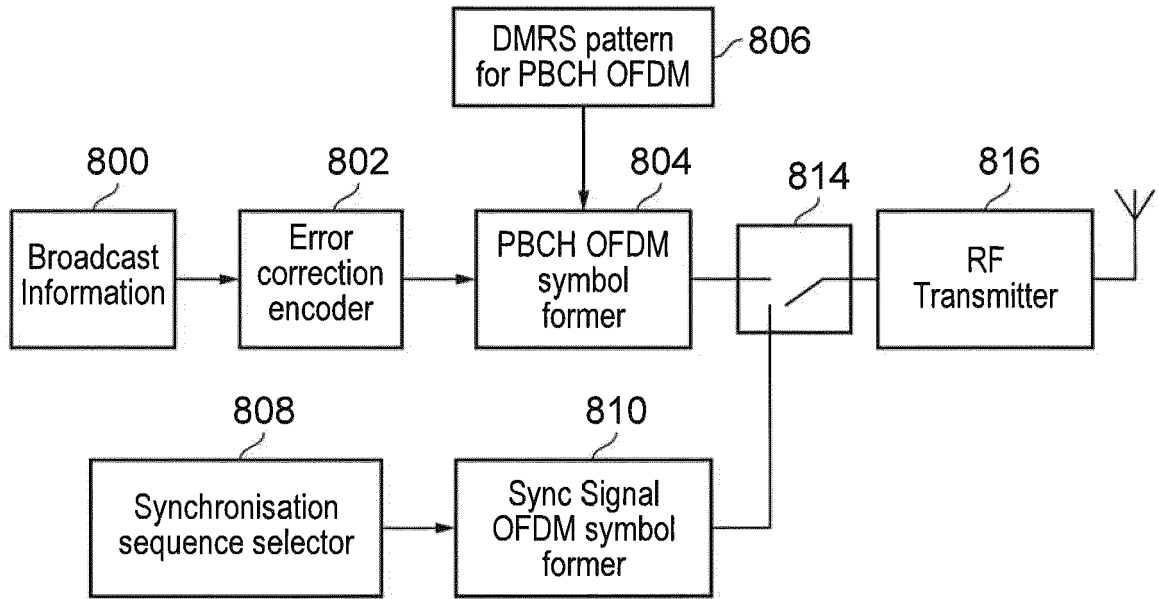 DMRS pattern
for PBCH OFDM
806
800
802
804
814
816
Broadcast
Information
Error
correction
encoder
PBCH OFDM
symbol
former
RF
Transmitter
808
810
Synchronisation
sequence selector
Sync Signal
OFDM symbol
former